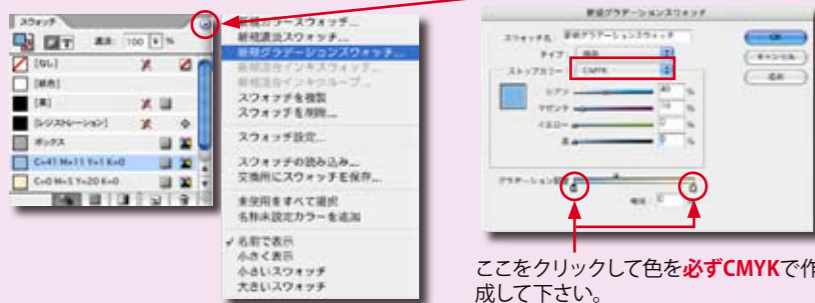 スウォッチ
濃度: 100 %
[なし]
[紙色]
[黒]
[レジストレーション]
ボックス
C=41 M=11 Y=1 K=0
C=0 M=5 Y=20 K=0
新規カラースウォッチ...
新規濃淡スウォッチ...
新規グラデーションスウォッチ...
新規混合インキスウォッチ...
新規混合インキグループ...
スウォッチを複製
スウォッチを削除...
スウォッチ設定...
スウォッチの読み込み...
交換用にスウォッチを保存...
未使用をすべて選択
名称未設定カラーを追加
✓ 名前で表示
小さく表示
小さいスウォッチ
大きいスウォッチ
新規グラデーションスウォッチ
スウォッチ名: 新規グラデーションスウォッチ
タイプ: 線形
ストップカラー: CMYK
シアン %
マゼンタ %
イエロー %
黒 %
OK
キャンセル
追加
ここをクリックして色を必ずCMYKで作
成して下さい。